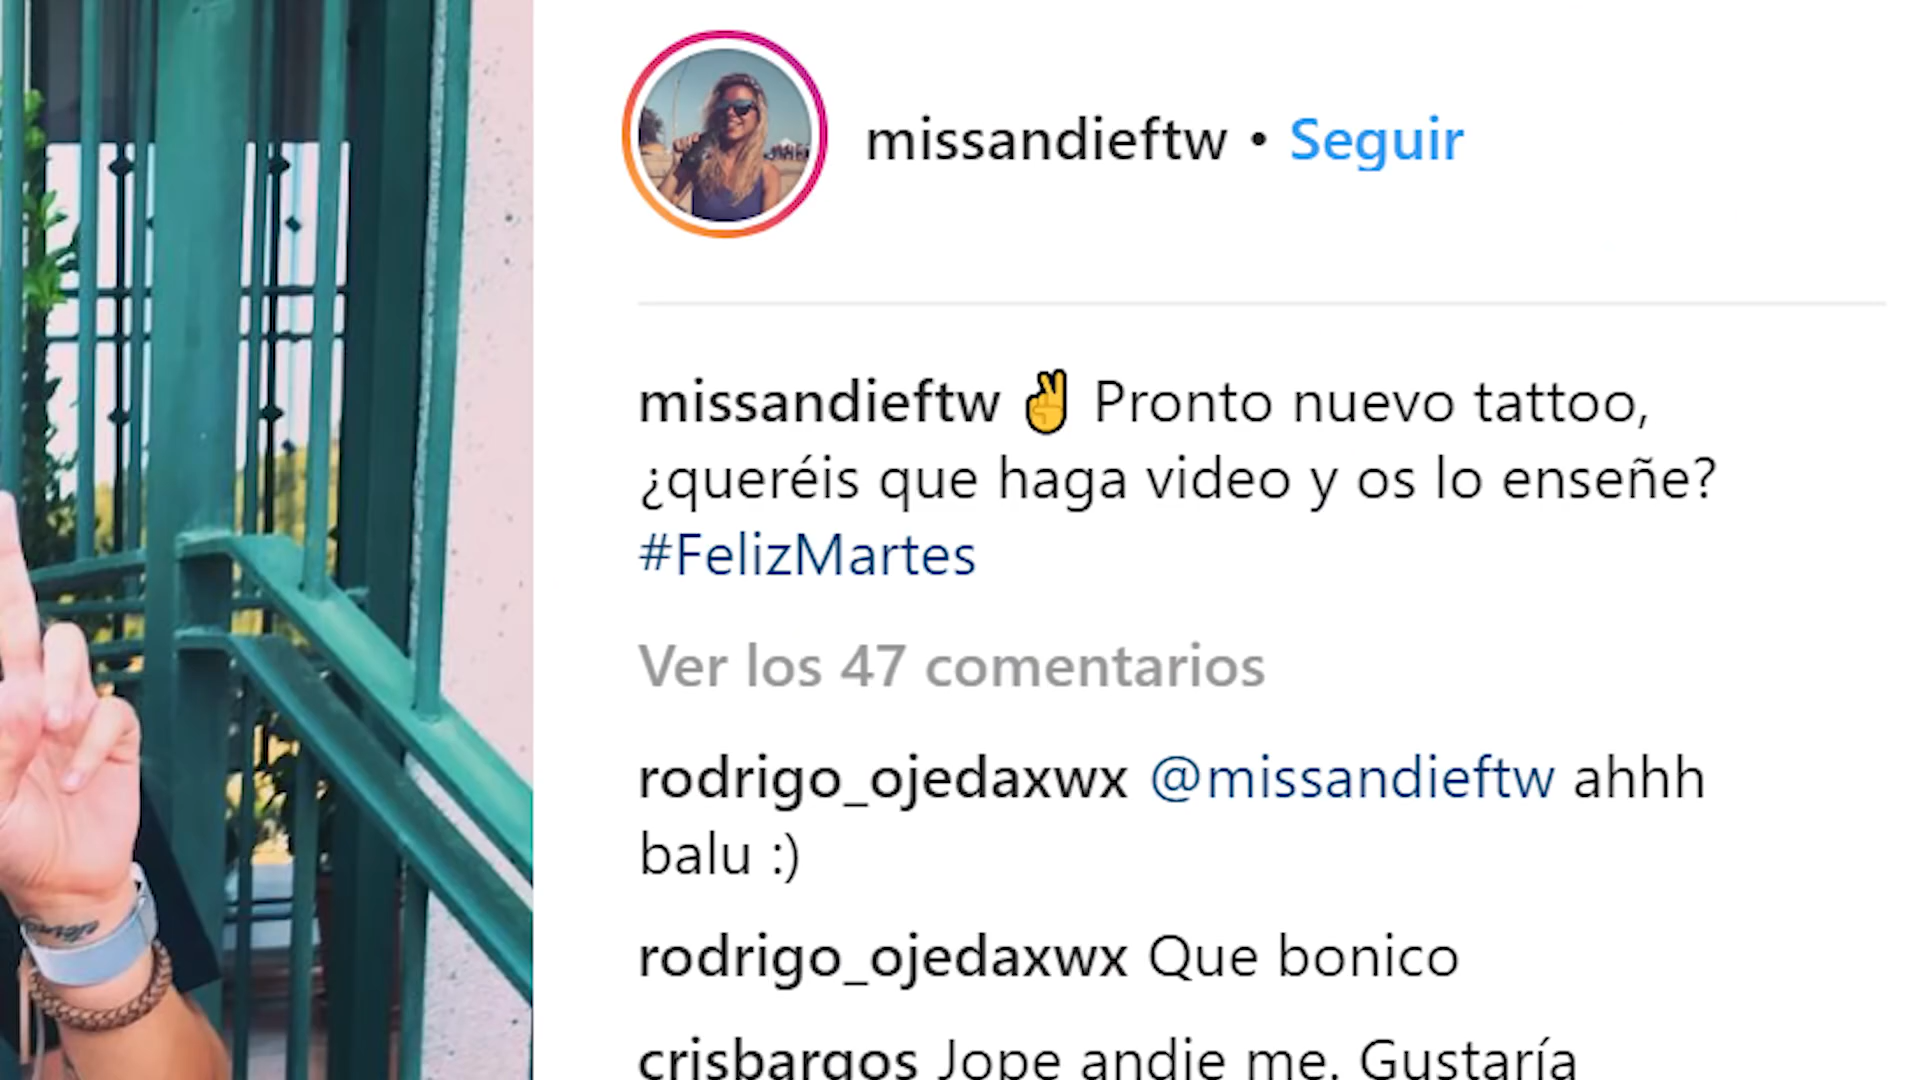 missandieftw • Seguir
missandieftw ✌ Pronto nuevo tattoo,
¿queréis que haga video y os lo enseñe?
#FelizMartes
Ver los 47 comentarios
rodrigo_ojedaxwx @missandieftw ahhh
balu :)
rodrigo_ojedaxwx Que bonico
crisbargos Jope andie me. Gustaría